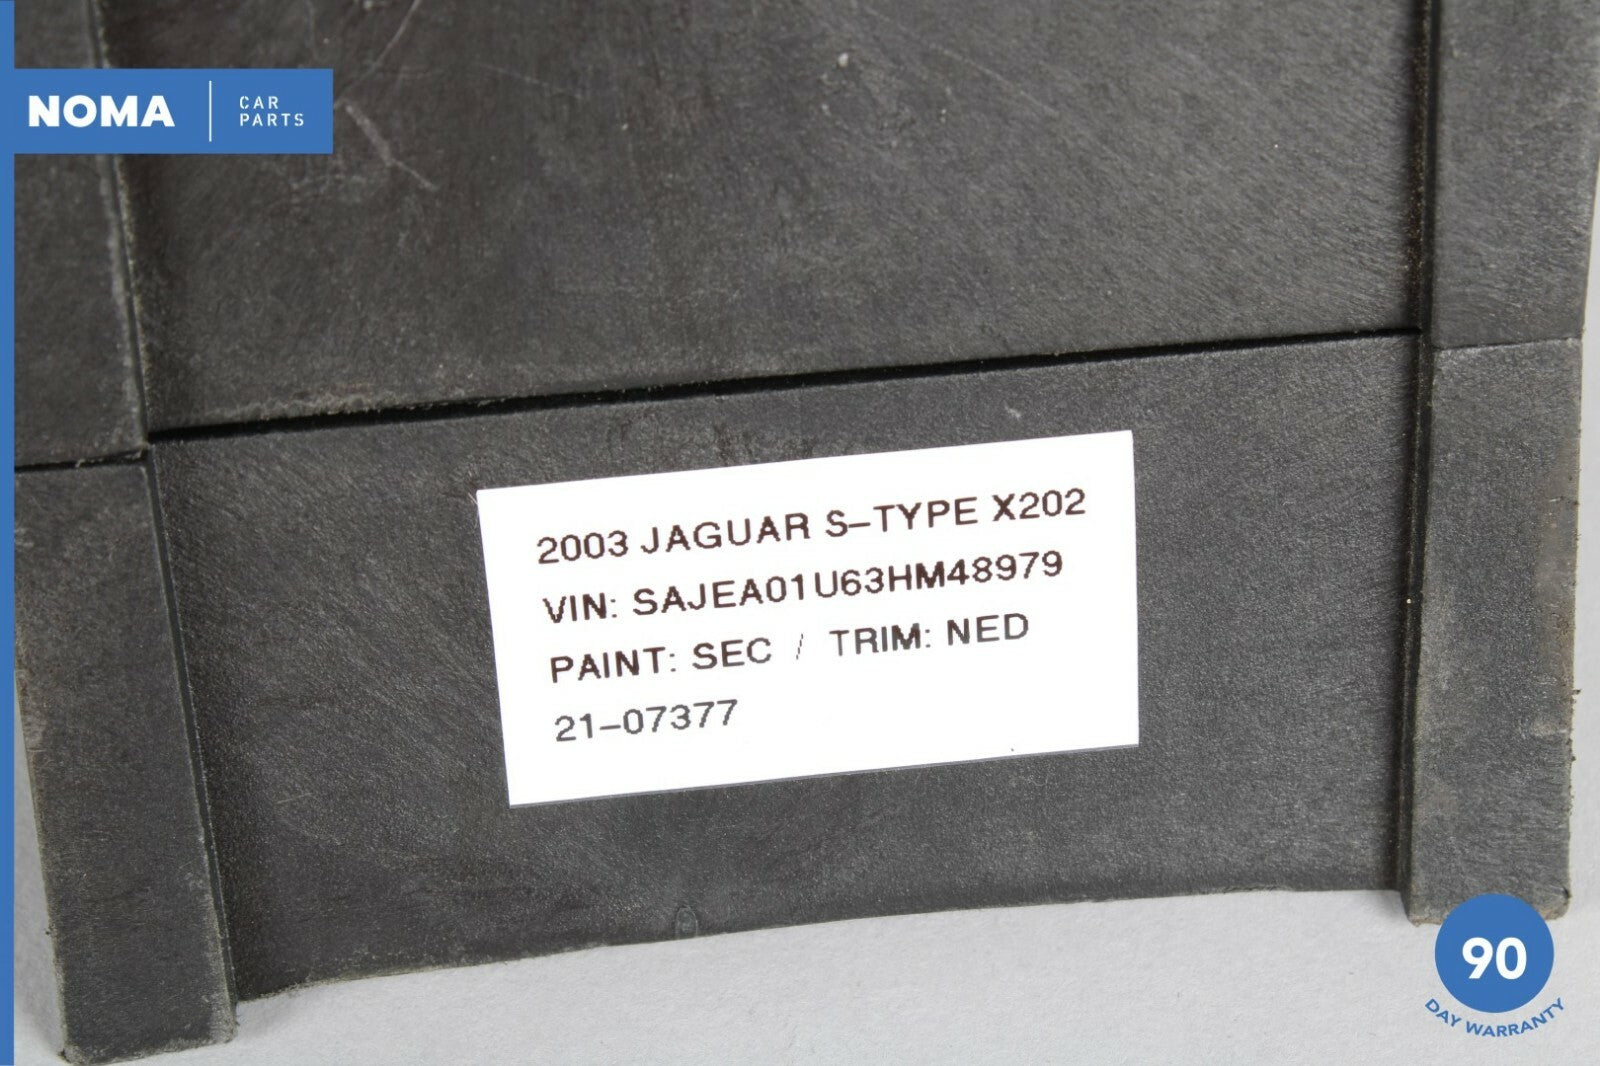 NOMA
CAR
PARTS
2003 JAGUAR S-TYPE X202
VIN: SAJEA01U63HM48979
PAINT: SEC / TRIM: NED
21-07377
90
DAY WARRANTY